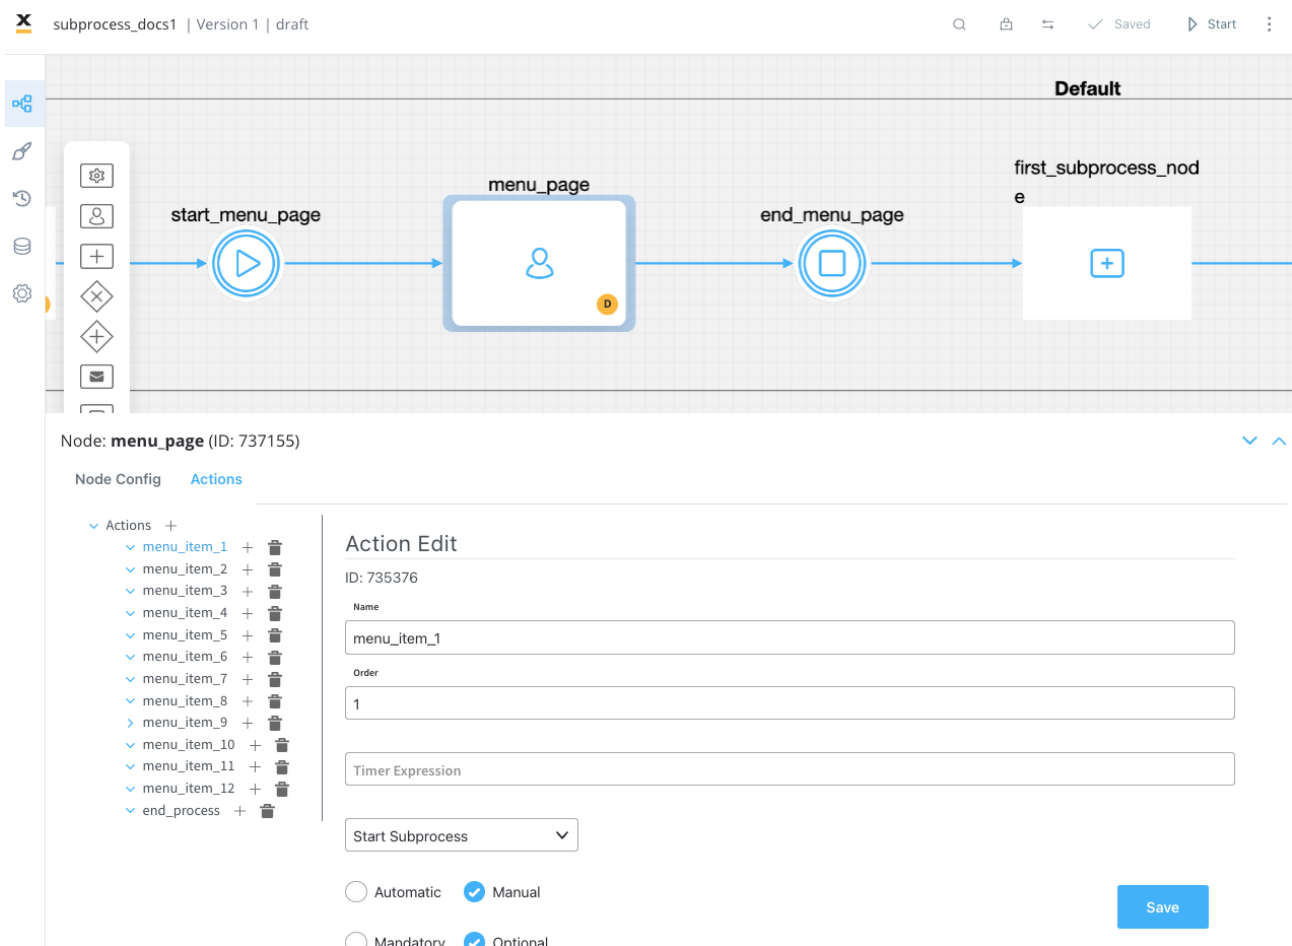 subprocess_docs1 | Version 1 | draft
Saved
Start
Default
start_menu_page
menu_page
end_menu_page
first_subprocess_nod
e
D
Node: menu_page (ID: 737155)
Node Config
Actions
Actions
menu_item_1
menu_item_2
menu_item_3
menu_item_4
menu_item_5
menu_item_6
menu_item_7
menu_item_8
menu_item_9
menu_item_10
menu_item_11
menu_item_12
end_process
Action Edit
ID: 735376
Name
menu_item_1
Order
1
Timer Expression
Start Subprocess
Automatic
Manual
Save
Mandatory
Optional